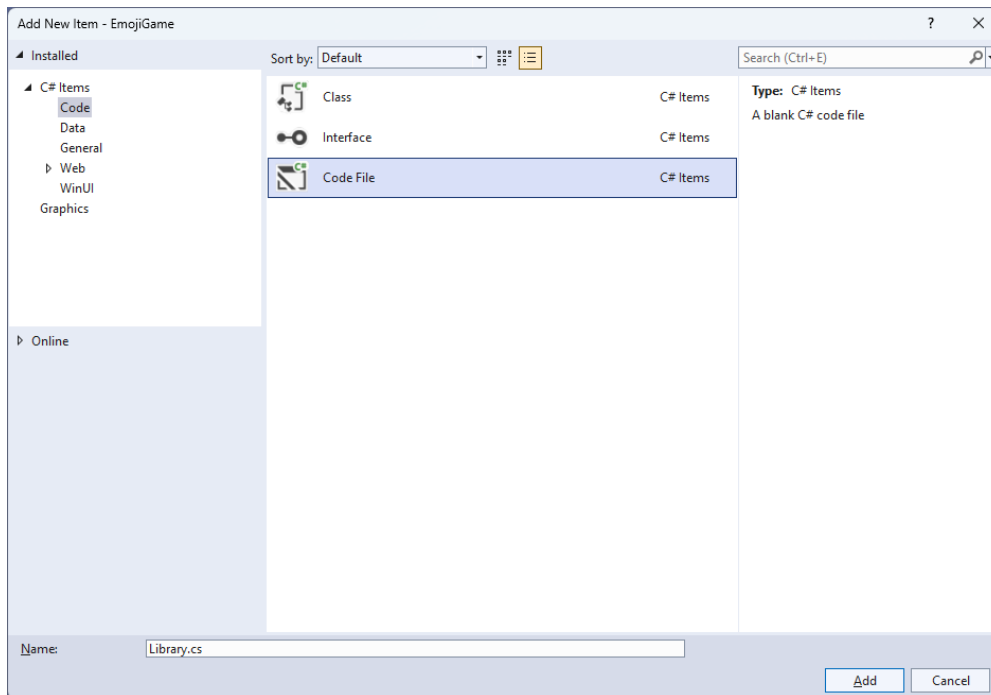 Add New Item - EmojiGame
?
Installed
Sort by: Default
Search (Ctrl+E)
C# Items
Code
Data
General
Web
WinUI
Graphics
Online
Class C# Items
Interface C# Items
Code File C# Items
Type: C# Items
A blank C# code file
Name: Library.cs
Add Cancel